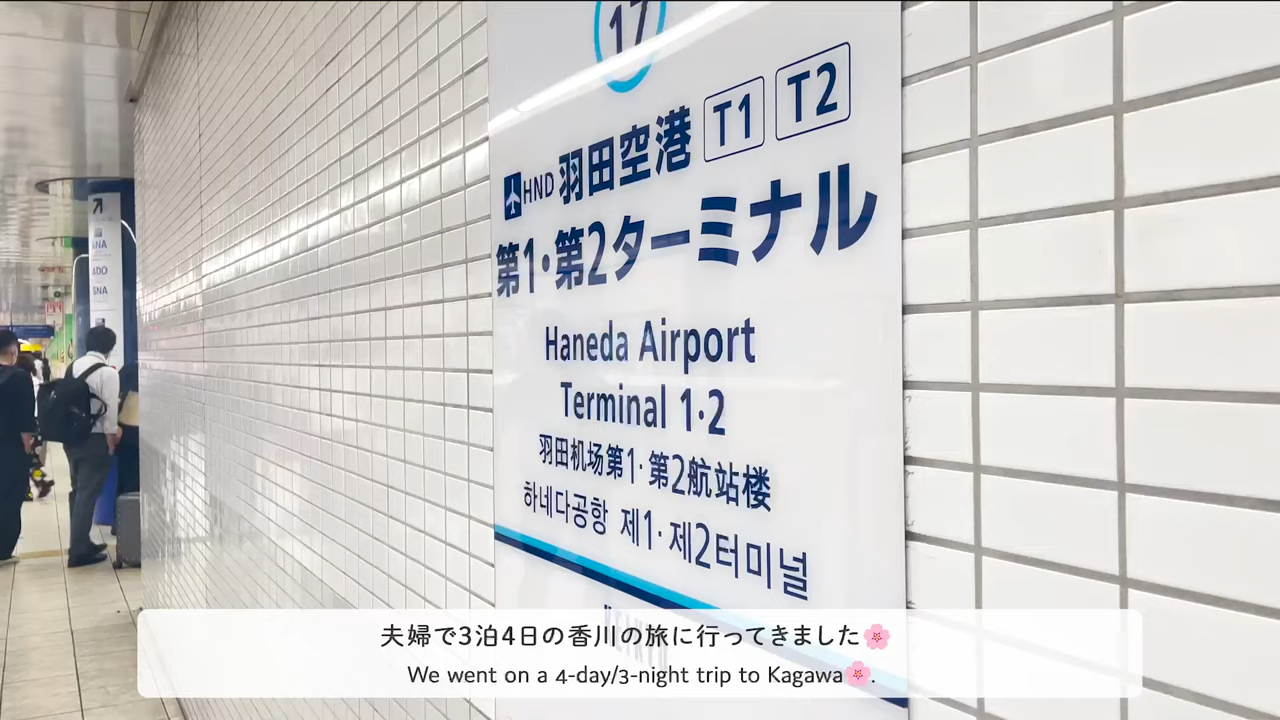 17
T1 T2
HND 羽田空港
第1・第2ターミナル
Haneda Airport
Terminal 1·2
羽田机场第1·第2航站楼
하네다공항 제1·제2터미널
ANA
ADO
SNA
夫婦で3泊4日の香川の旅に行ってきました🌸
We went on a 4-day/3-night trip to Kagawa🌸.